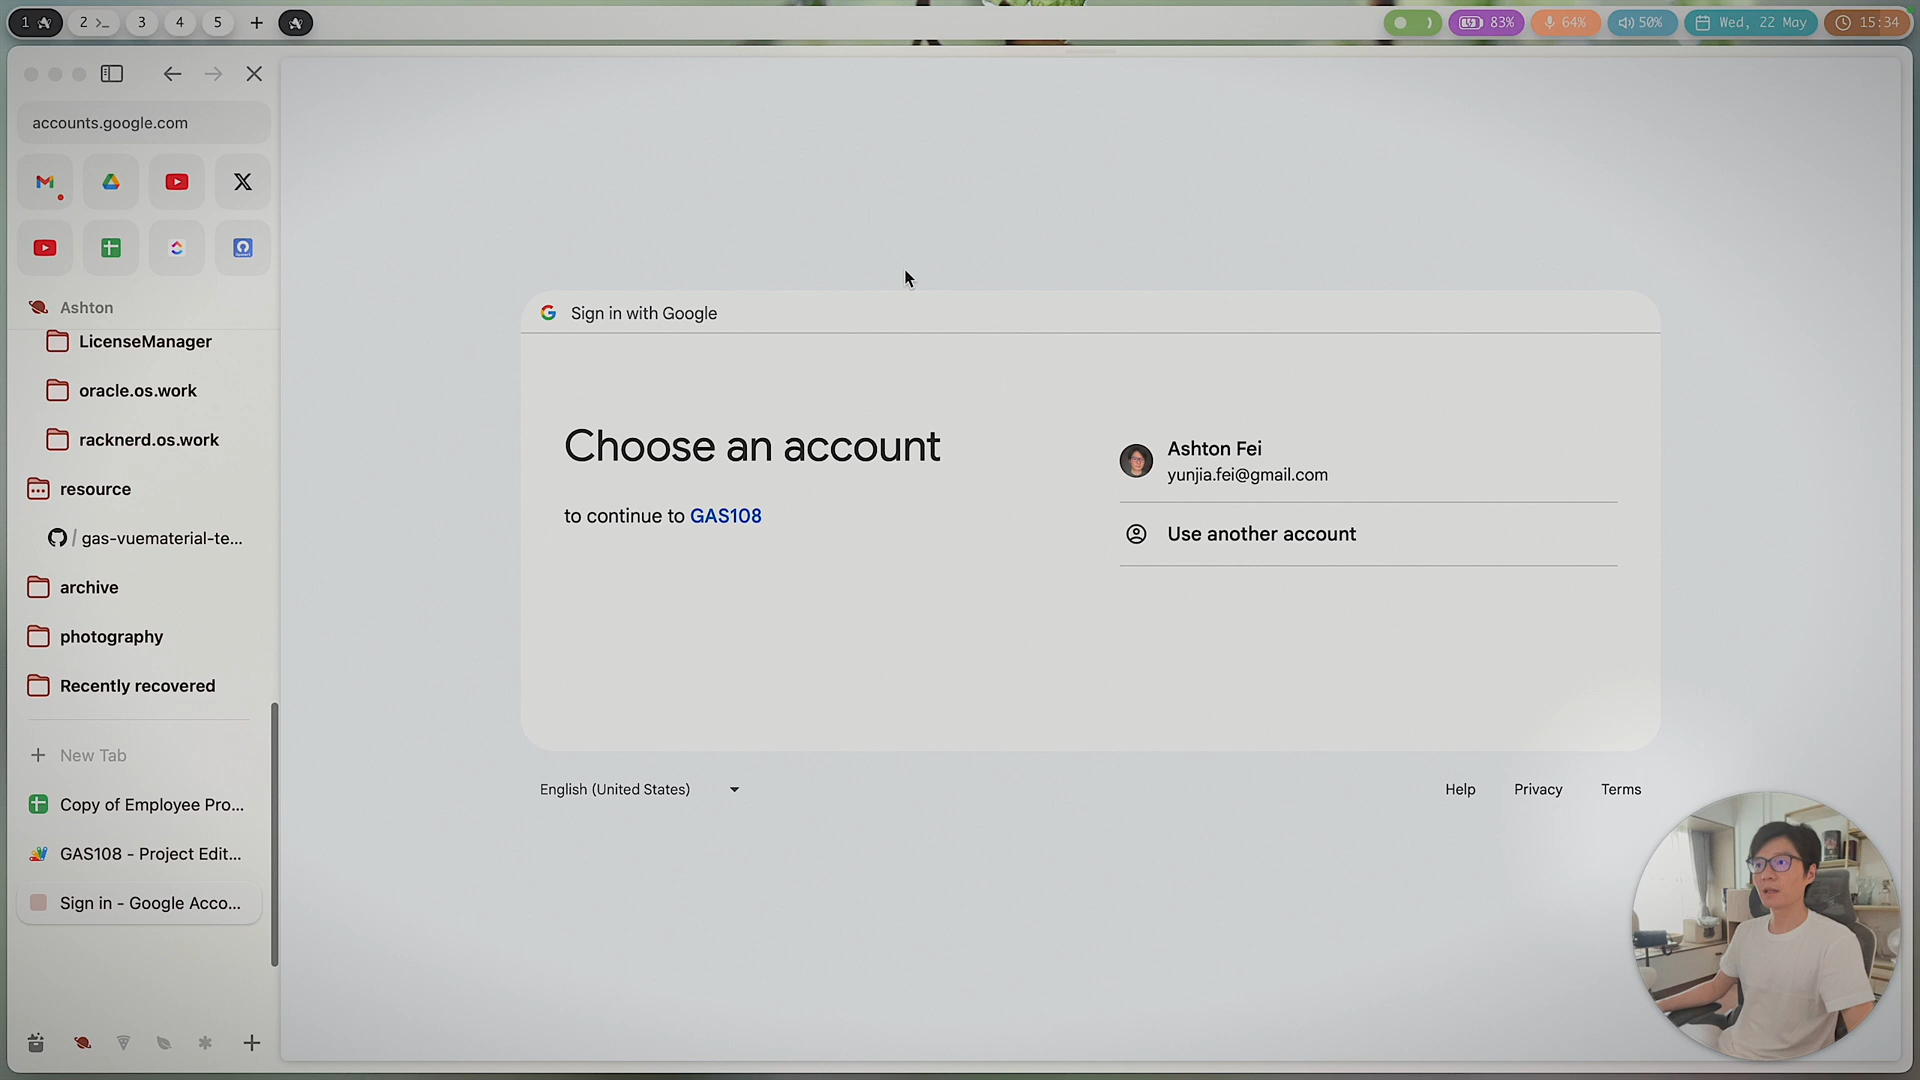 1
2
3
4
5
83%
64%
50%
Wed, 22 May
15:34
accounts.google.com
Ashton
LicenseManager
oracle.os.work
racknerd.os.work
resource
/ gas-vuematerial-te...
archive
photography
Recently recovered
New Tab
Copy of Employee Pro...
GAS108 - Project Edit...
Sign in - Google Acco...
Sign in with Google
Choose an account
to continue to GAS108
Ashton Fei
yunjia.fei@gmail.com
Use another account
English (United States)
Help
Privacy
Terms